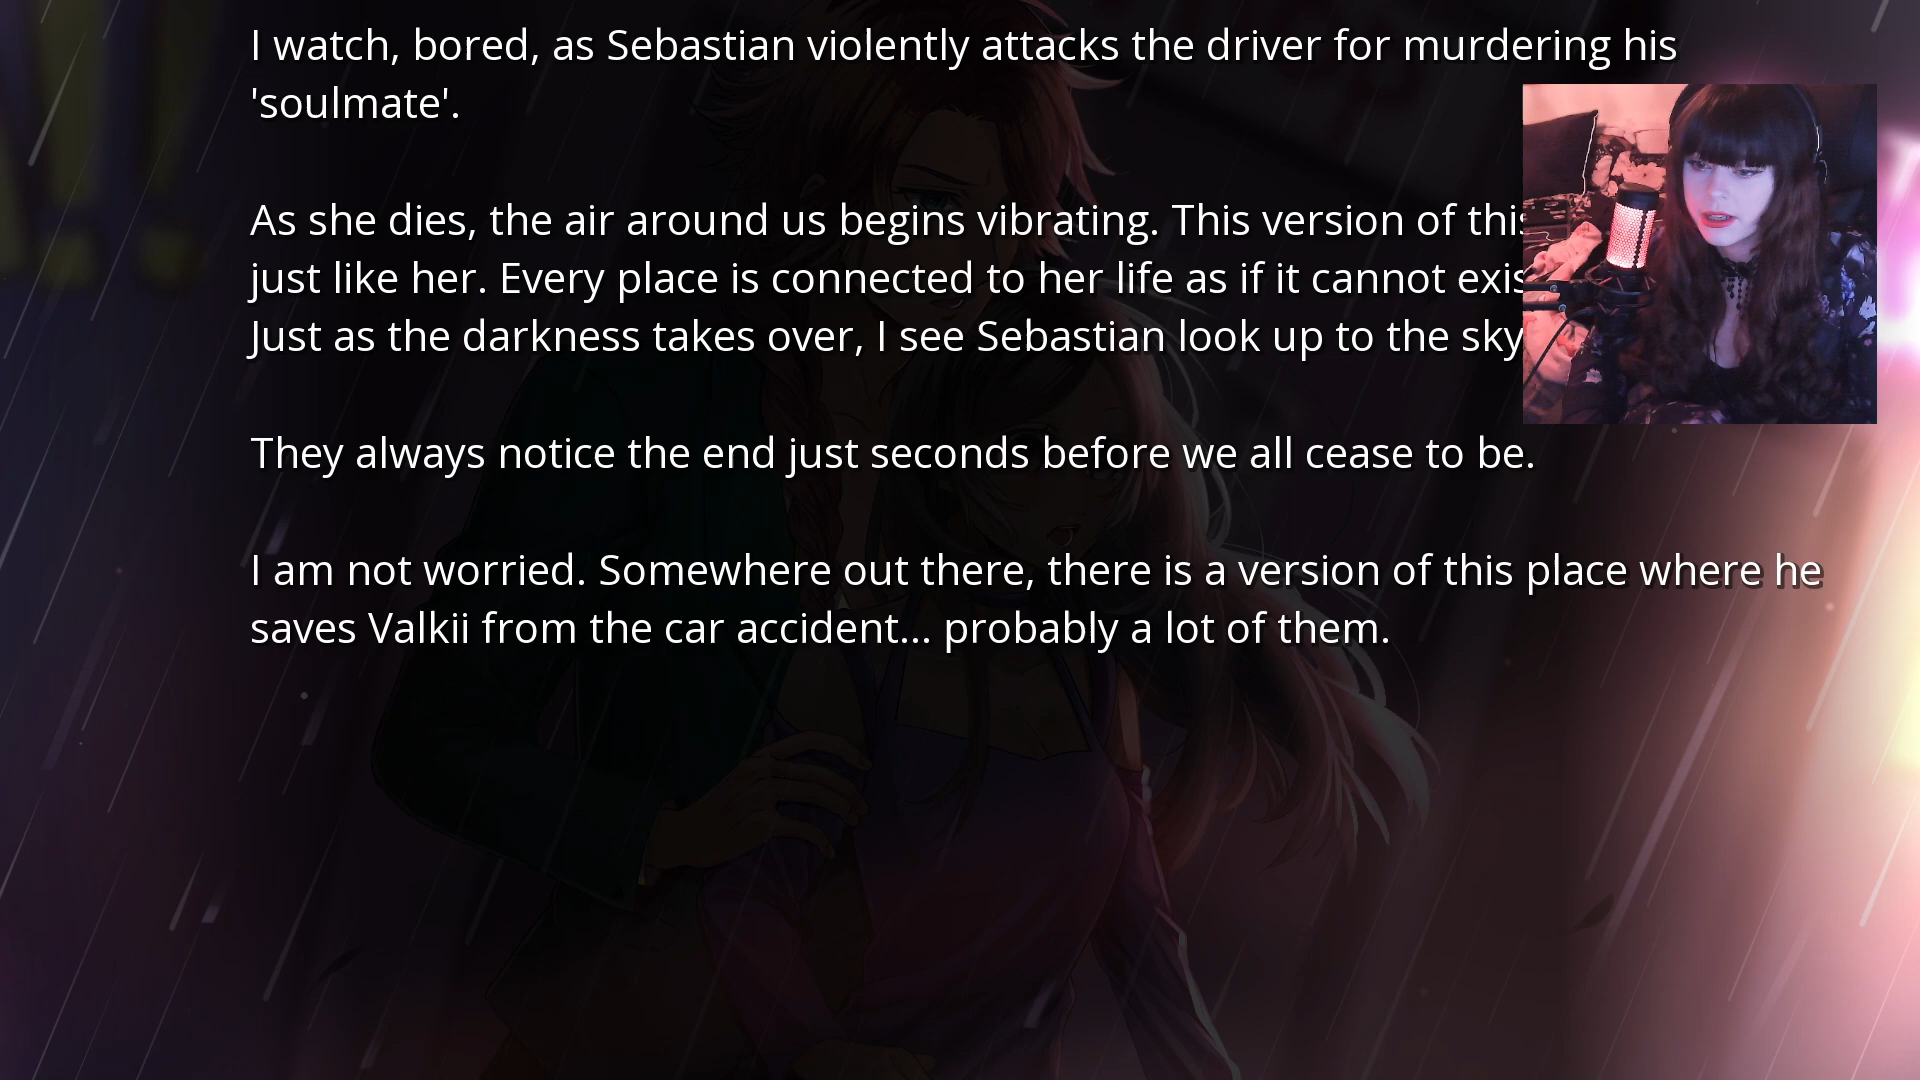 I watch, bored, as Sebastian violently attacks the driver for murdering his
'soulmate'.
As she dies, the air around us begins vibrating. This version of this
just like her. Every place is connected to her life as if it cannot
Just as the darkness takes over, I see Sebastian look up to the sky
They always notice the end just seconds before we all cease to be.
I am not worried. Somewhere out there, there is a version of this place where he
saves Valkii from the car accident... probably a lot of them.